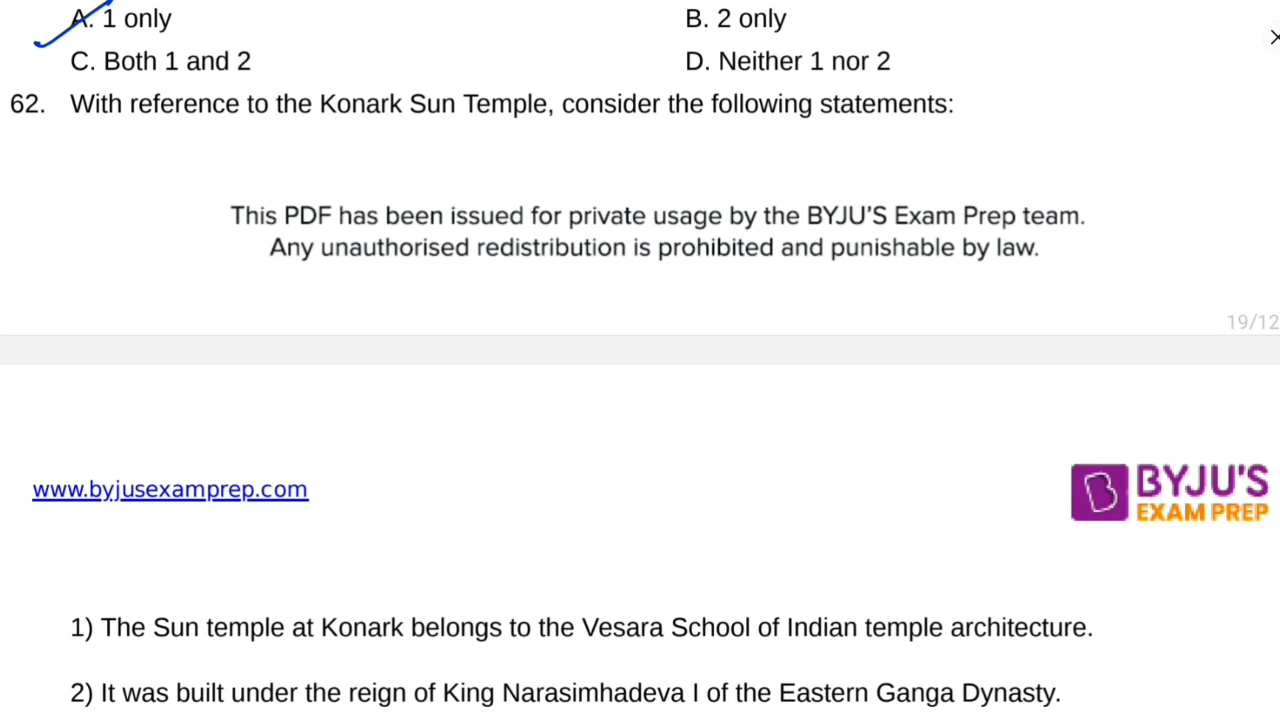 A. 1 only B. 2 only
C. Both 1 and 2 D. Neither 1 nor 2
62. With reference to the Konark Sun Temple, consider the following statements:
This PDF has been issued for private usage by the BYJU'S Exam Prep team.
Any unauthorised redistribution is prohibited and punishable by law.
19/12
www.byjusexamprep.com
B BYJU'S
EXAM PREP
1) The Sun temple at Konark belongs to the Vesara School of Indian temple architecture.
2) It was built under the reign of King Narasimhadeva I of the Eastern Ganga Dynasty.